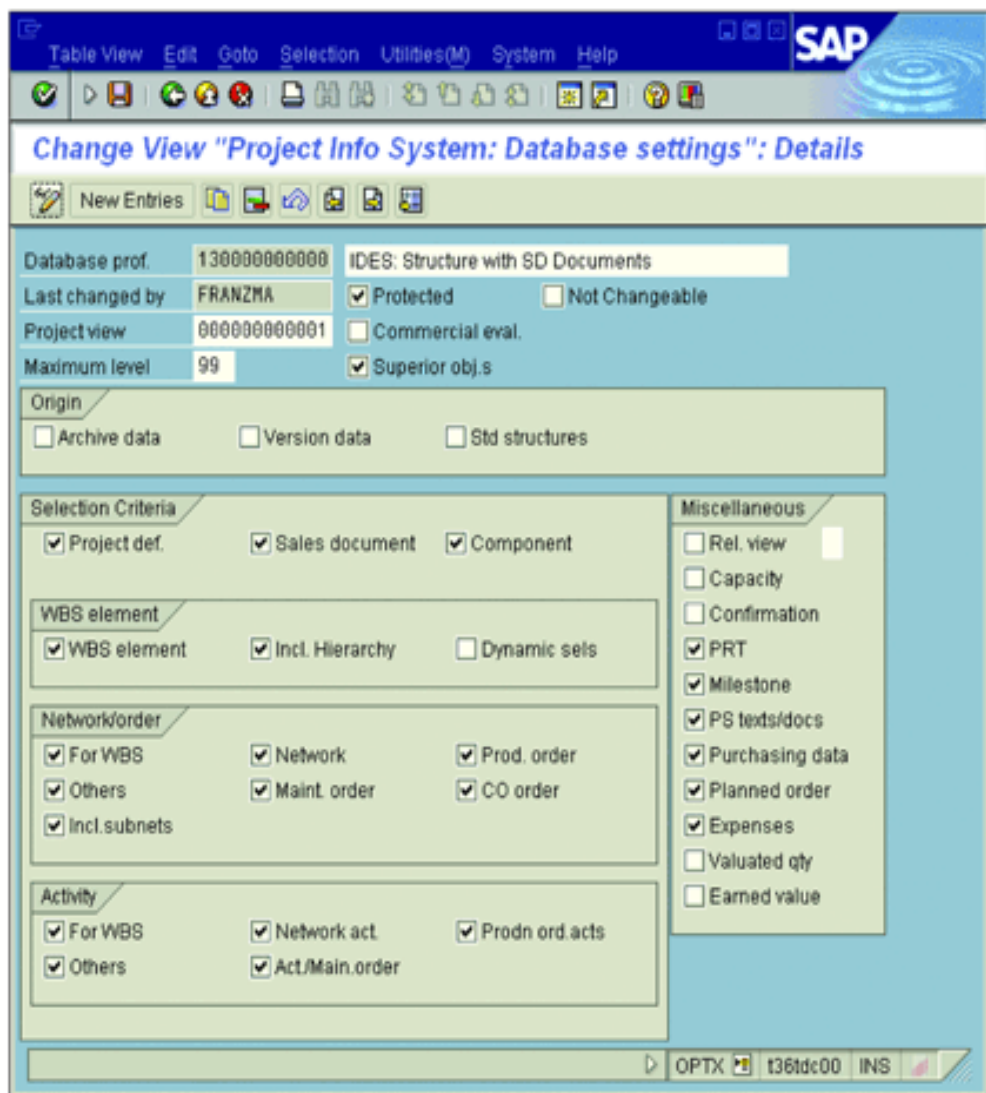 Table View Edit Goto Selection Utilities(M) System Help
SAP
Change View "Project Info System: Database settings": Details
New Entries
Database prof. 130000000000 IDES: Structure with SD Documents
Last changed by FRANZMA Protected Not Changeable
Project view 000000000001 Commercial eval.
Maximum level 99 Superior obj.s
Origin
Archive data Version data Std structures
Selection Criteria
Project def. Sales document Component
WBS element
WBS element Incl. Hierarchy Dynamic sels
Network/order
For WBS Network Prod. order
Others Maint. order CO order
Incl.subnets
Activity
For WBS Network act. Prodn ord.acts
Others Act./Main.order
Miscellaneous
Rel. view
Capacity
Confirmation
PRT
Milestone
PS texts/docs
Purchasing data
Planned order
Expenses
Valuated qty
Earned value
OPTX t36tdc00 INS